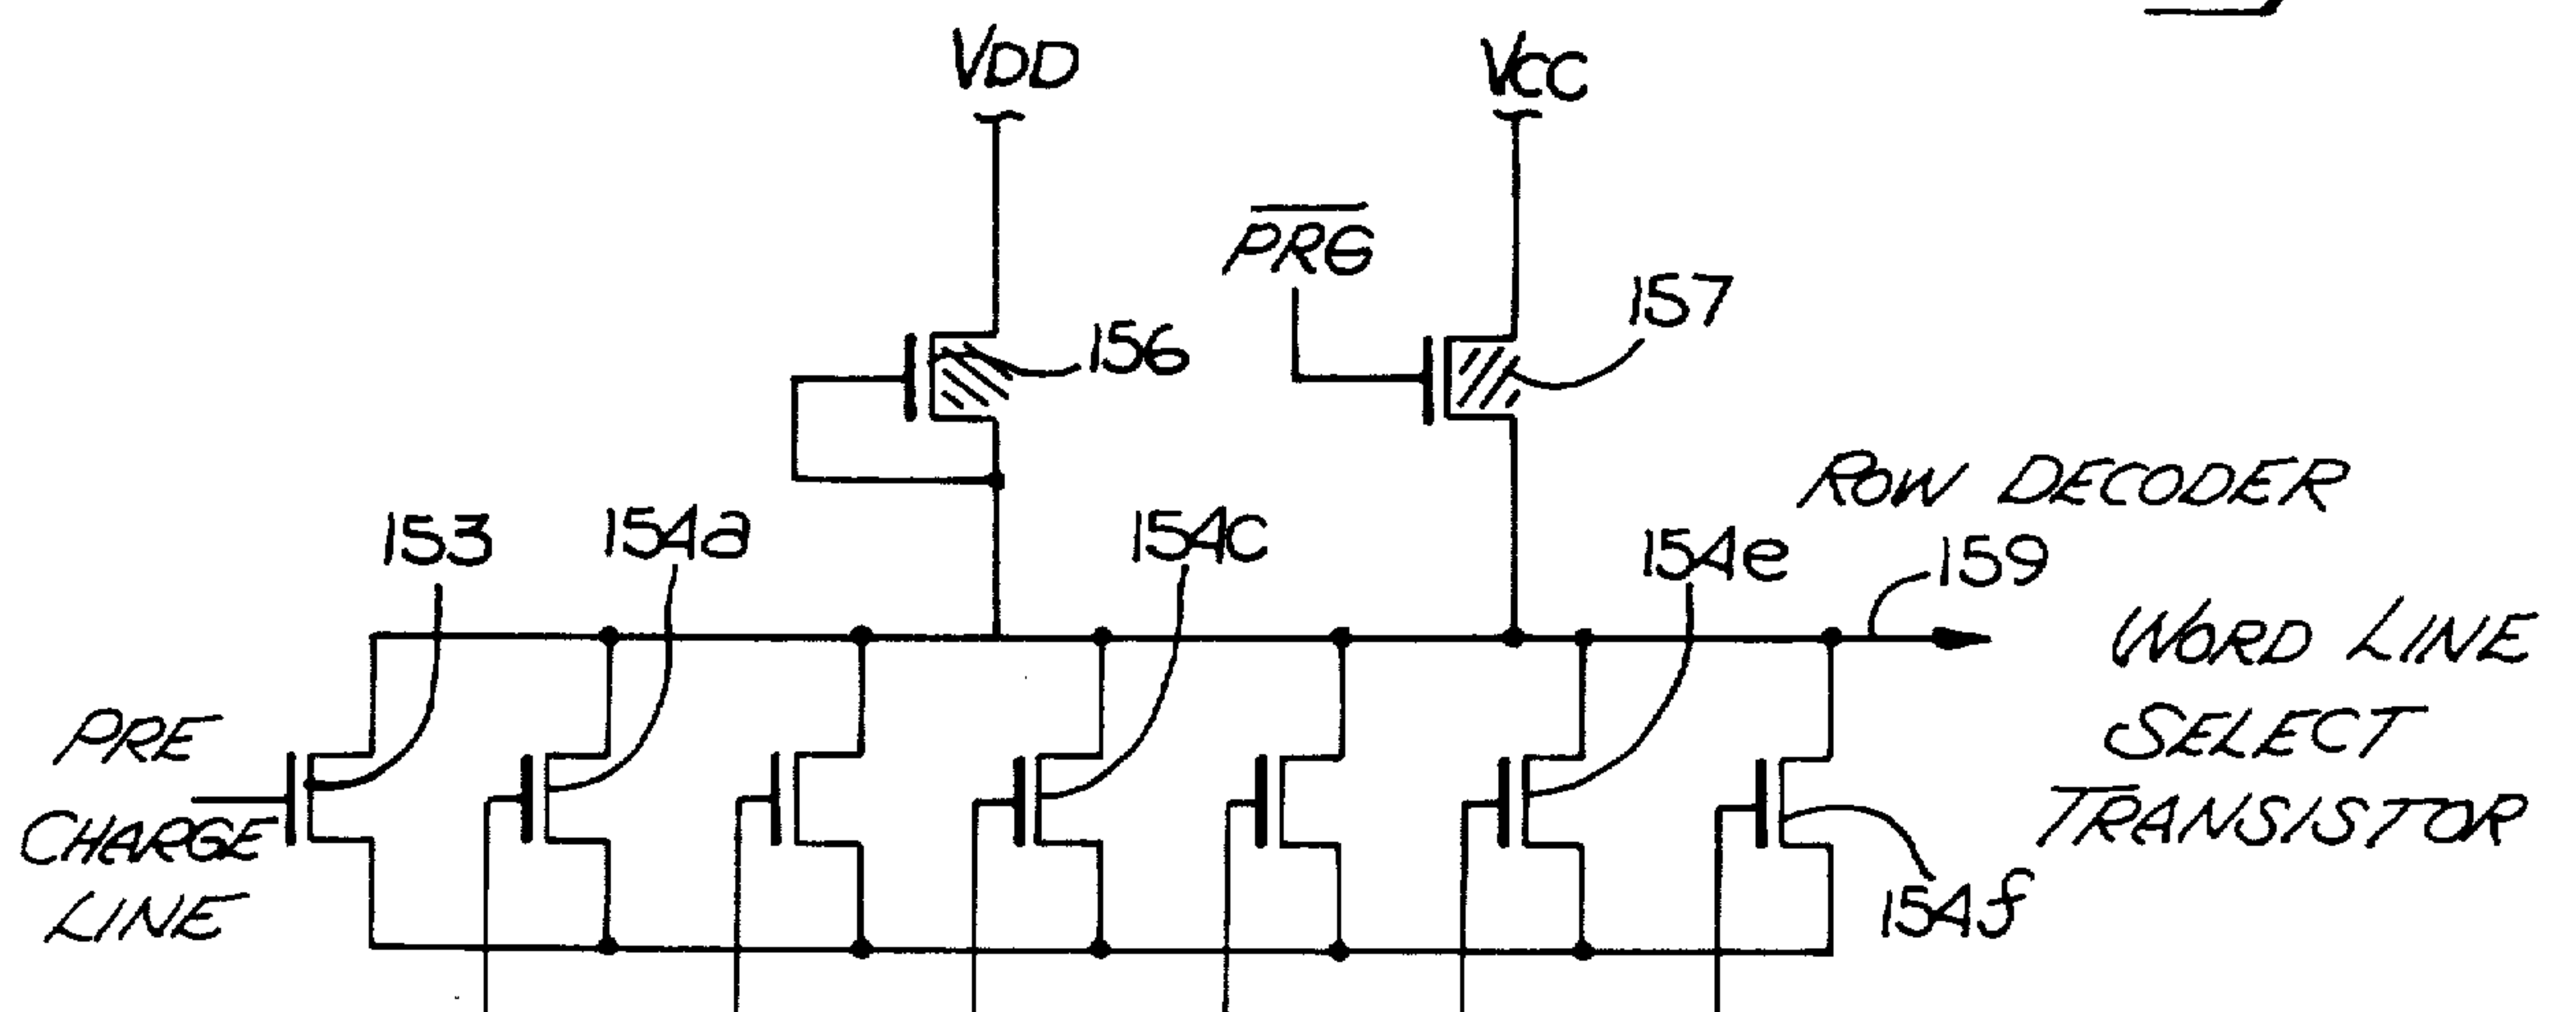 VDD
VCC
PRG
156
157
ROW DECODER
153
154a
154c
154e
159
WORD LINE
SELECT
TRANSISTOR
PRE
CHARGE
LINE
154f